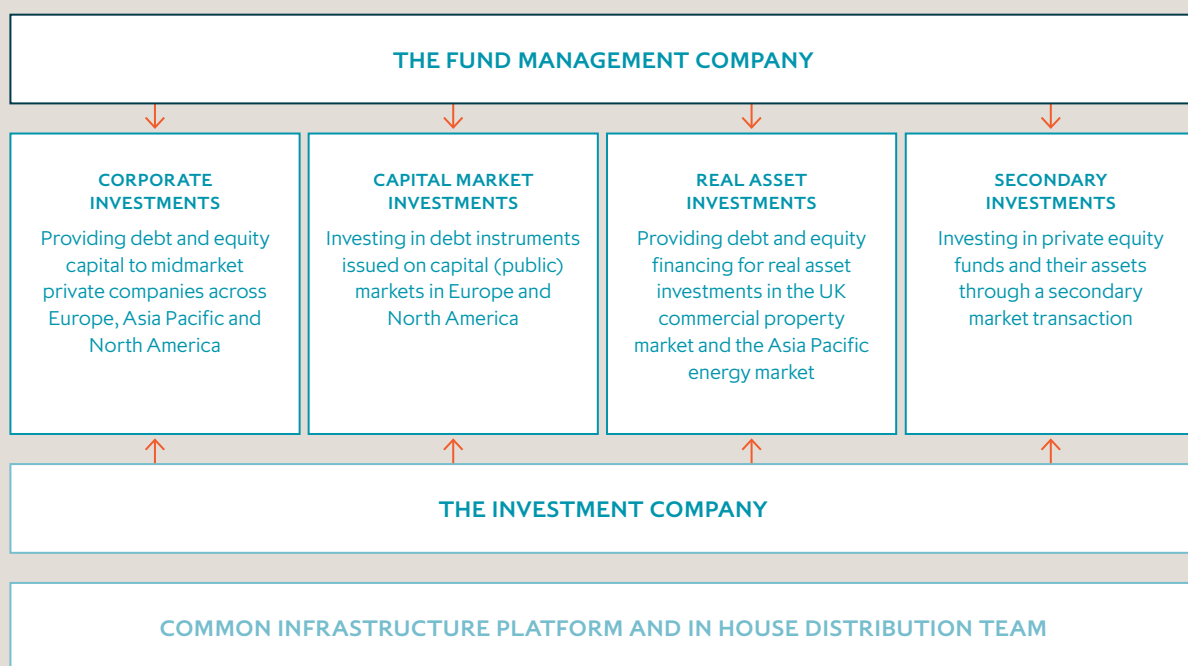 THE FUND MANAGEMENT COMPANY
CORPORATE
INVESTMENTS
Providing debt and equity
capital to midmarket
private companies across
Europe, Asia Pacific and
North America
CAPITAL MARKET
INVESTMENTS
Investing in debt instruments
issued on capital (public)
markets in Europe and
North America
REAL ASSET
INVESTMENTS
Providing debt and equity
financing for real asset
investments in the UK
commercial property
market and the Asia Pacific
energy market
SECONDARY
INVESTMENTS
Investing in private equity
funds and their assets
through a secondary
market transaction
THE INVESTMENT COMPANY
COMMON INFRASTRUCTURE PLATFORM AND IN HOUSE DISTRIBUTION TEAM